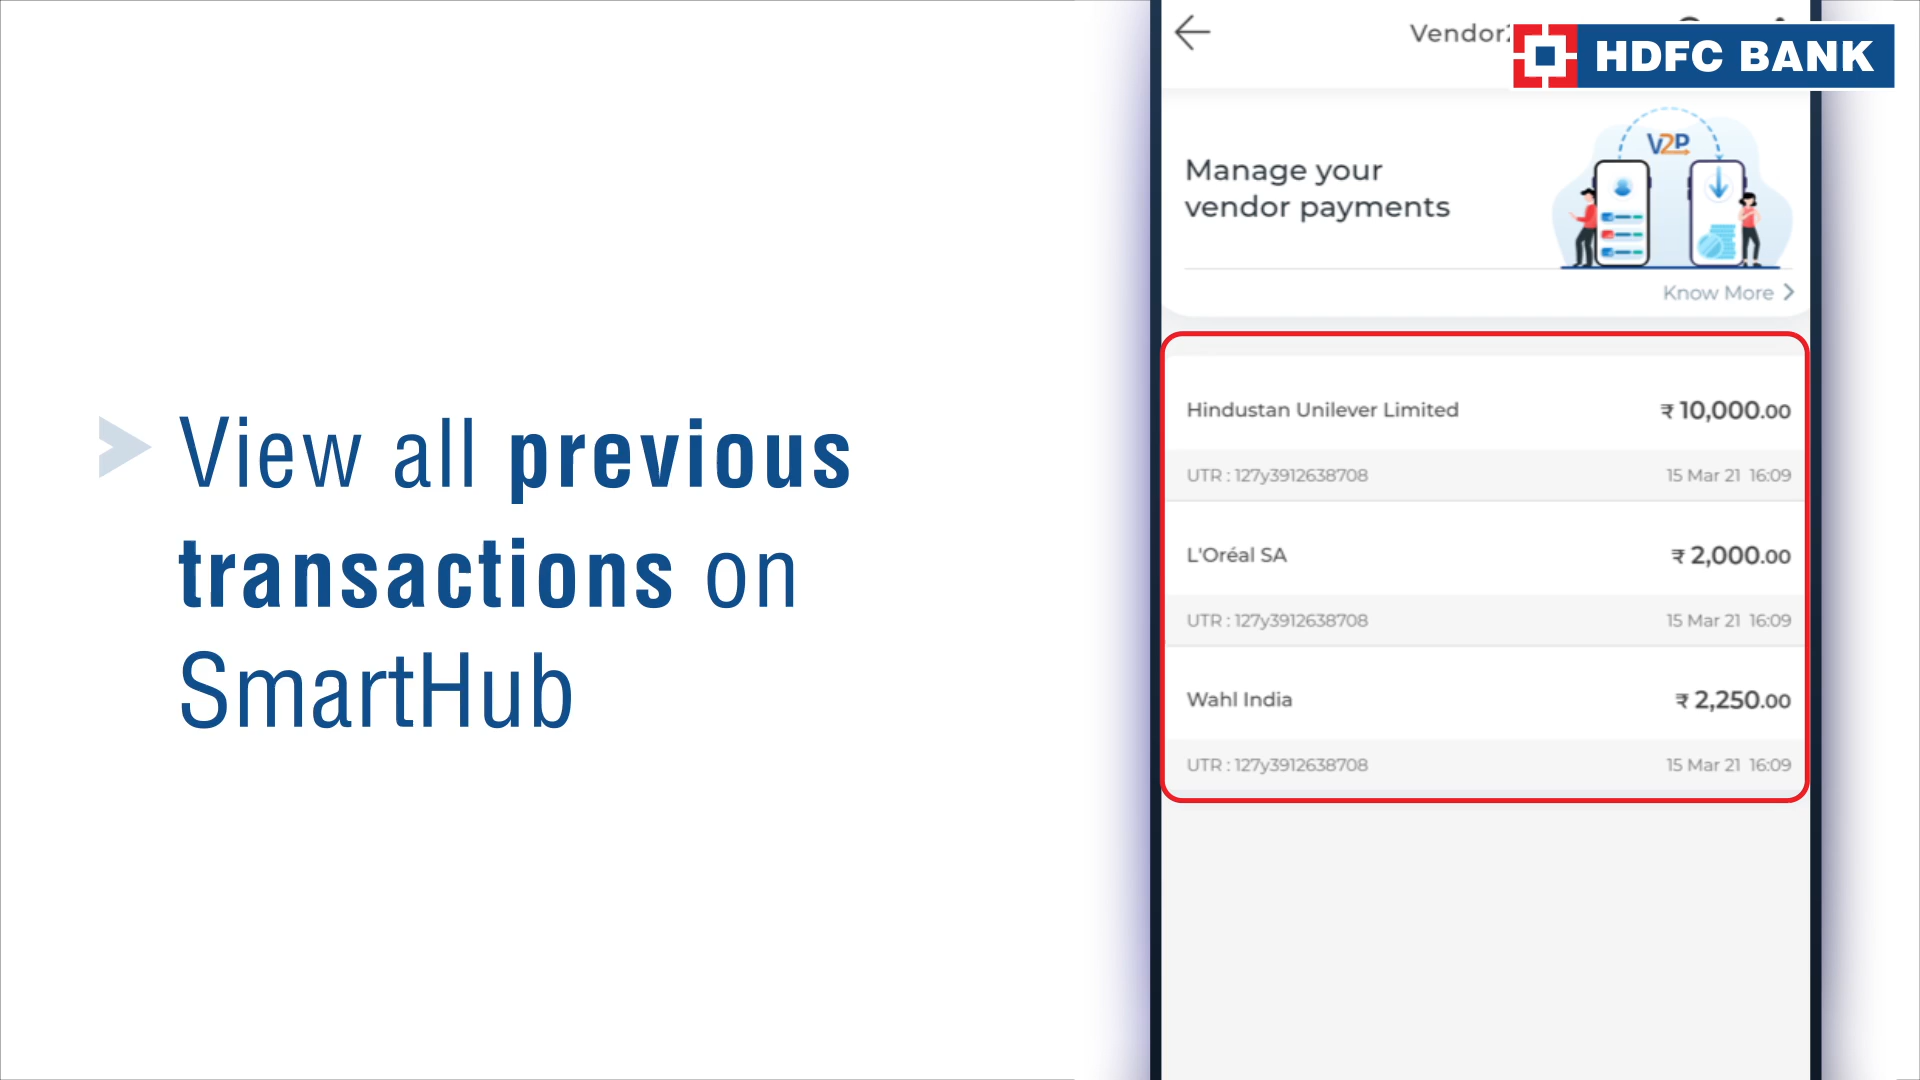 View all previous
transactions on
SmartHub
HDFC BANK
V2P
Manage your
vendor payments
Know More
Hindustan Unilever Limited ₹ 10,000.00
UTR : 127y3912638708 15 Mar 21 16:09
L'Oréal SA ₹ 2,000.00
UTR : 127y3912638708 15 Mar 21 16:09
Wahl India ₹ 2,250.00
UTR : 127y3912638708 15 Mar 21 16:09